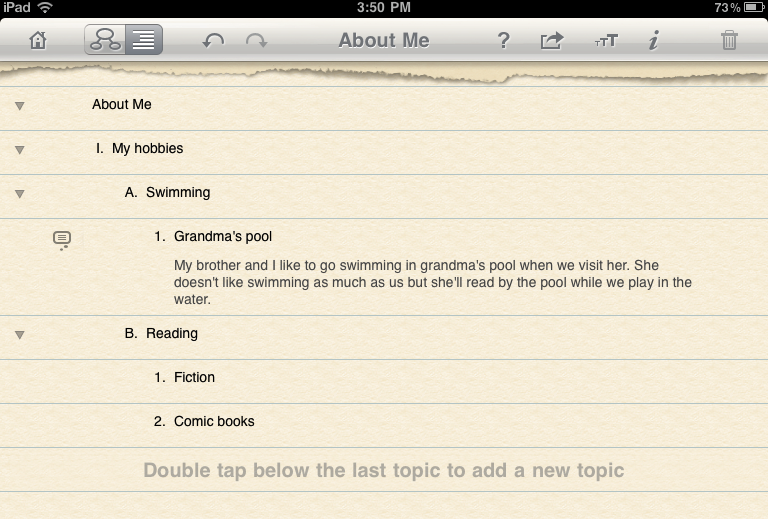 iPad 3:50 PM 73%
About Me ? TTT i
About Me
I. My hobbies
A. Swimming
1. Grandma's pool
My brother and I like to go swimming in grandma's pool when we visit her. She
doesn't like swimming as much as us but she'll read by the pool while we play in the
water.
B. Reading
1. Fiction
2. Comic books
Double tap below the last topic to add a new topic